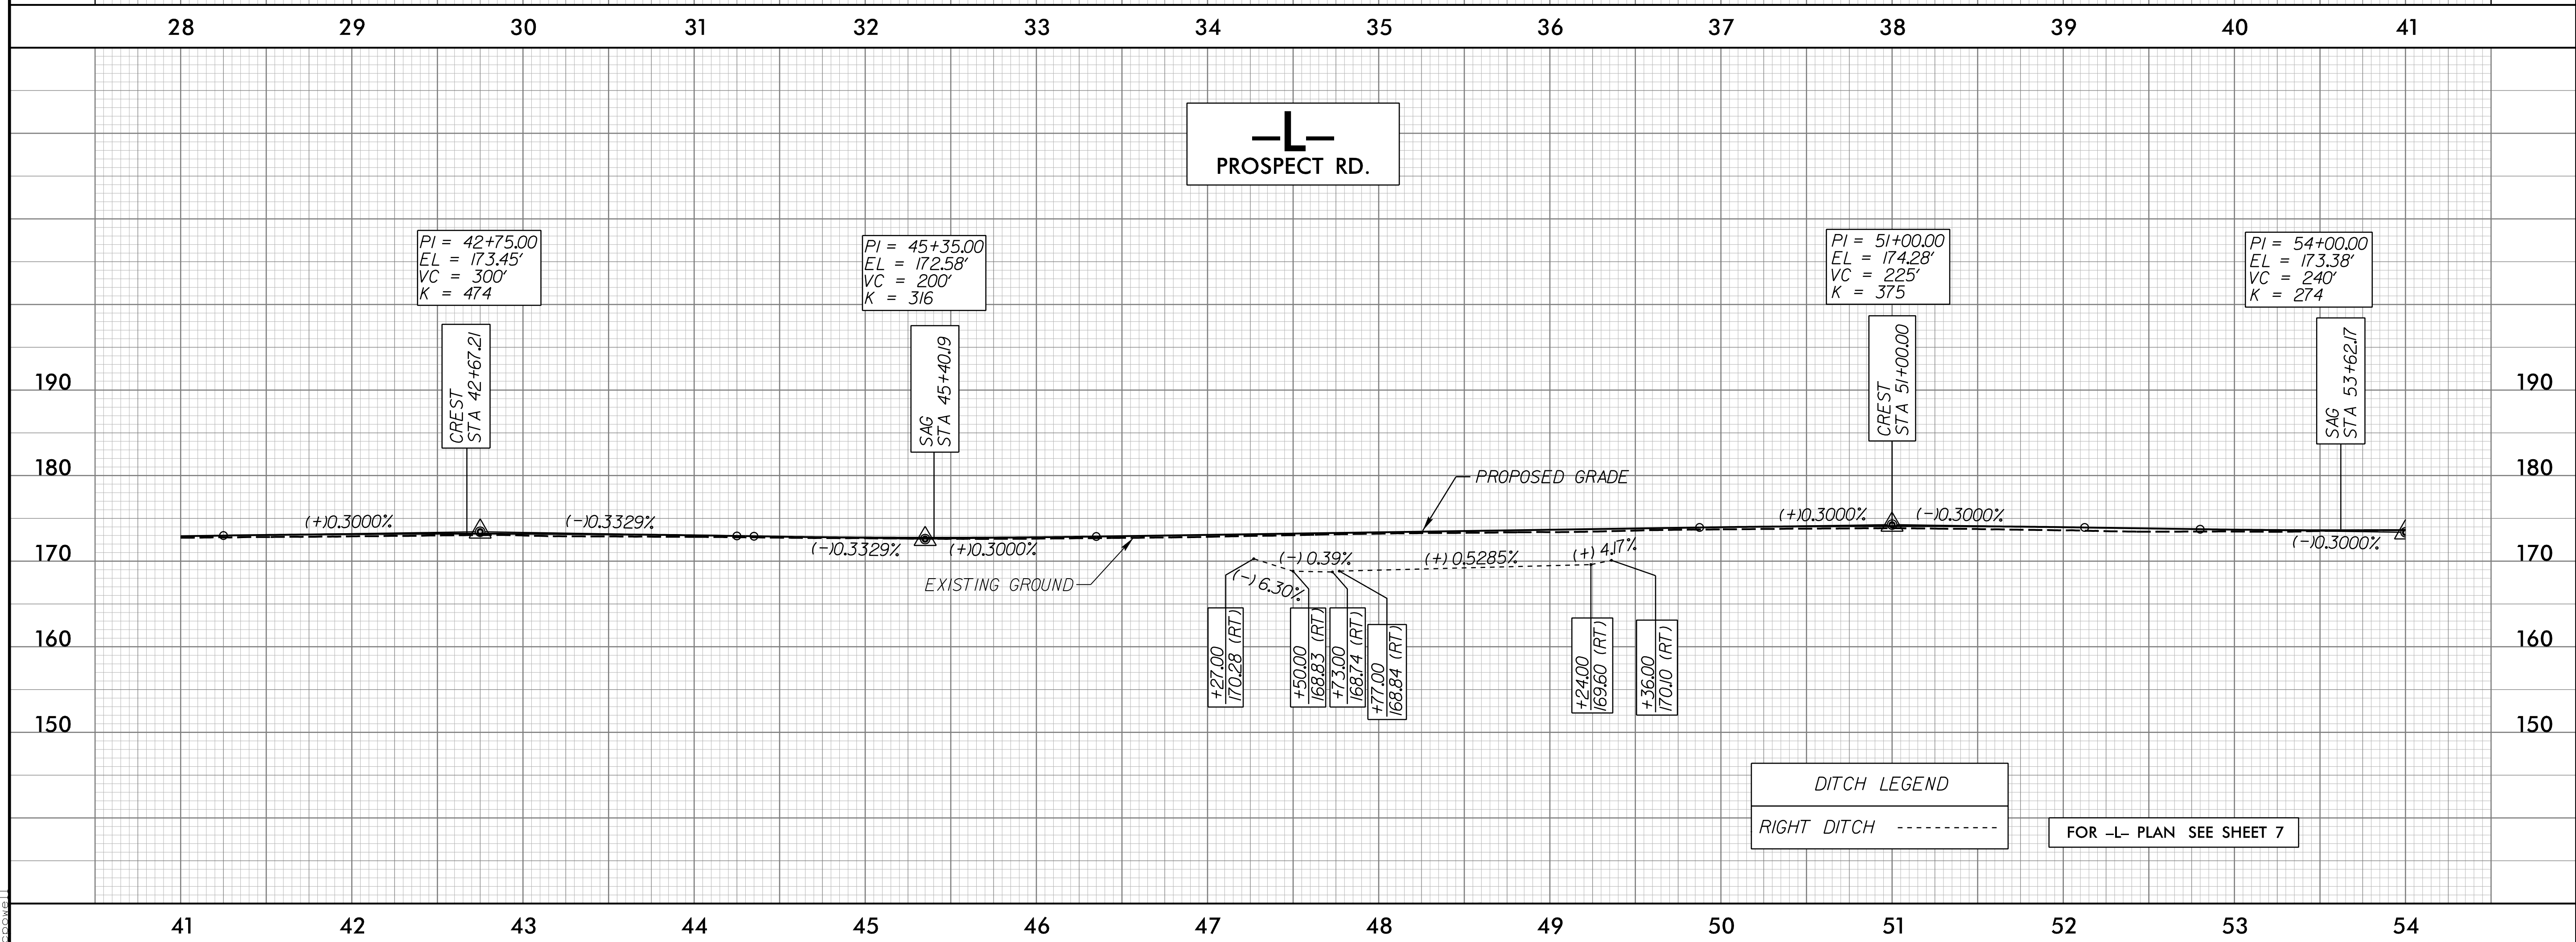 28 29 30 31 32 33 34 35 36 37 38 39 40 41
–L–
PROSPECT RD.
PI = 42+75.00
EL = 173.45'
VC = 300'
K = 474
PI = 45+35.00
EL = 172.58'
VC = 200'
K = 316
PI = 51+00.00
EL = 174.28'
VC = 225'
K = 375
PI = 54+00.00
EL = 173.38'
VC = 240'
K = 274
CREST
STA 42+67.21
SAG
STA 45+40.19
CREST
STA 51+00.00
SAG
STA 53+62.17
190 190
180 180
PROPOSED GRADE
(+)0.3000%
(-)0.3329%
(-)0.3329%
(+)0.3000%
(+)0.3000%
(-)0.3000%
(-)0.3000%
170 170
EXISTING GROUND
(-)6.30%
(-)0.39%
(+)0.5285%
(+)4.17%
160 160
+27.00
170.28 (RT)
+50.00
168.83 (RT)
+73.00
168.74 (RT)
+77.00
168.84 (RT)
+24.00
169.60 (RT)
+36.00
170.10 (RT)
150 150
DITCH LEGEND
RIGHT DITCH
FOR –L– PLAN SEE SHEET 7
cpowell
41 42 43 44 45 46 47 48 49 50 51 52 53 54